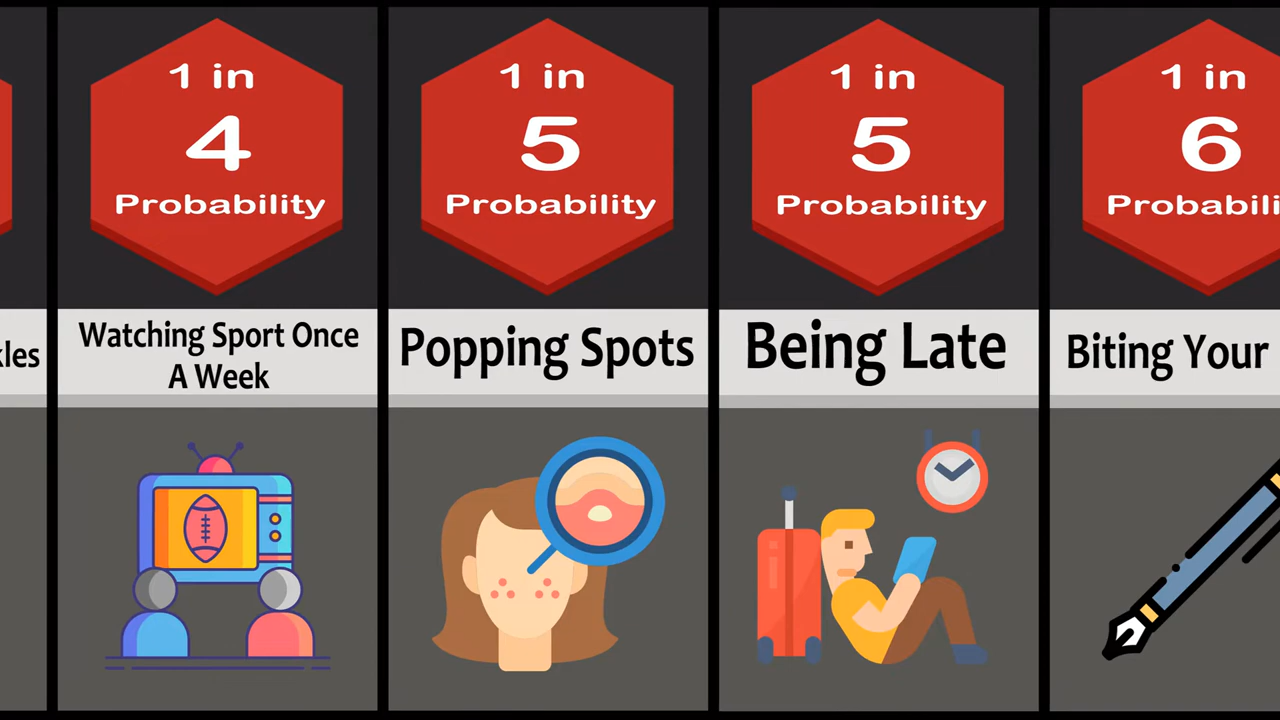 1 in
4
Probability
Watching Sport Once
A Week
1 in
5
Probability
Popping Spots
1 in
5
Probability
Being Late
1 in
6
Biting Your